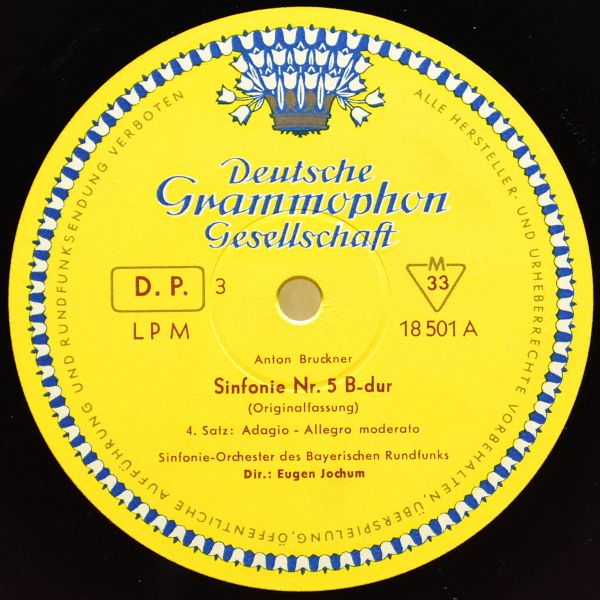 ALLE HERSTELLER- UND URHEBERRECHTE VORBEHALTEN, ÜBERSPIELUNG, ÖFFENTLICHE AUFFÜHRUNG UND RUNDFUNKSENDUNG VERBOTEN
Deutsche
Grammophon
Gesellschaft
D. P. 3
M
33
LPM
18 501 A
Anton Bruckner
Sinfonie Nr. 5 B-dur
(Originalfassung)
4. Satz: Adagio - Allegro moderato
Sinfonie-Orchester des Bayerischen Rundfunks
Dir.: Eugen Jochum